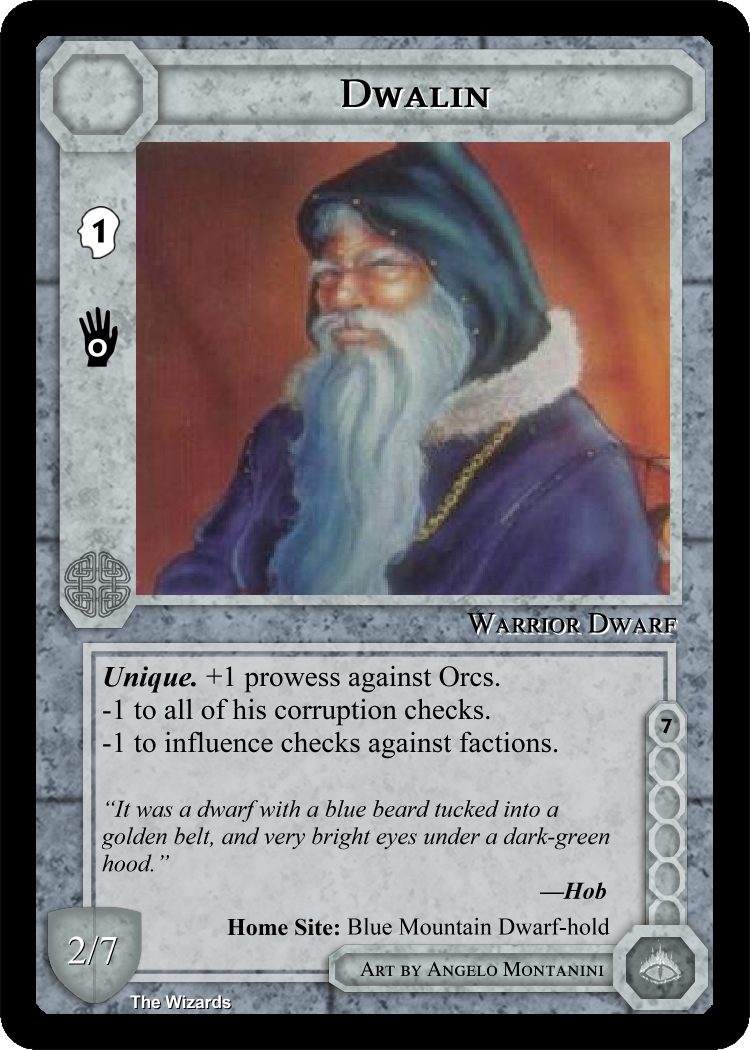 Dwalin
1
0
Warrior Dwarf
Unique. +1 prowess against Orcs.
-1 to all of his corruption checks.
-1 to influence checks against factions.
7
“It was a dwarf with a blue beard tucked into a
golden belt, and very bright eyes under a dark-green
hood.”
—Hob
Home Site: Blue Mountain Dwarf-hold
2/7
Art by Angelo Montanini
The Wizards